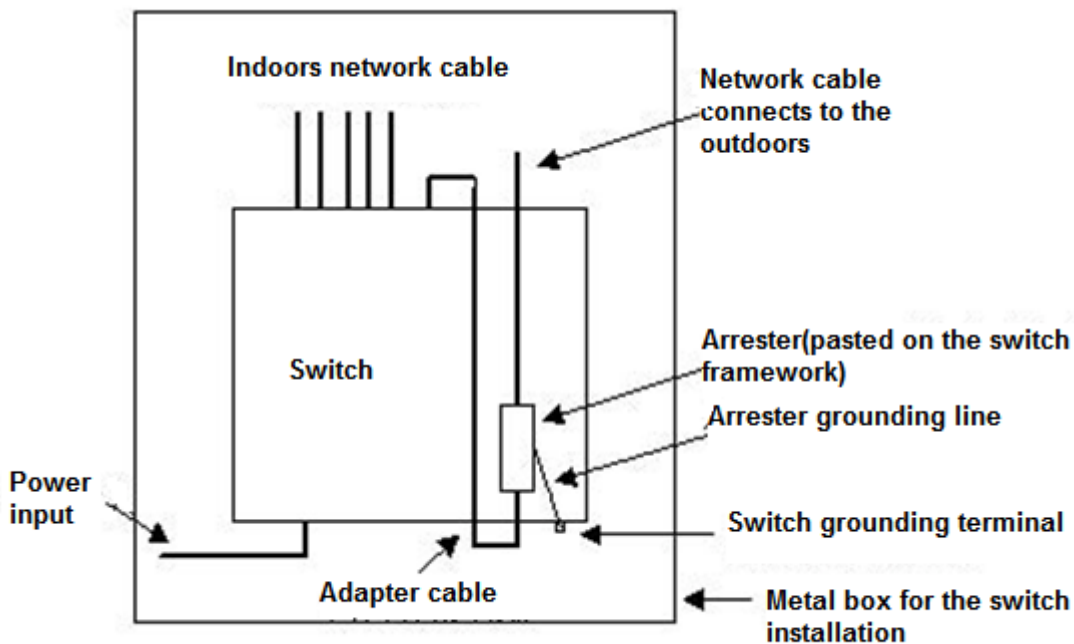 Indoors network cable
Network cable
connects to the
outdoors
Switch
Arrester(pasted on the switch
framework)
Arrester grounding line
Power
input
Switch grounding terminal
Adapter cable
Metal box for the switch
installation